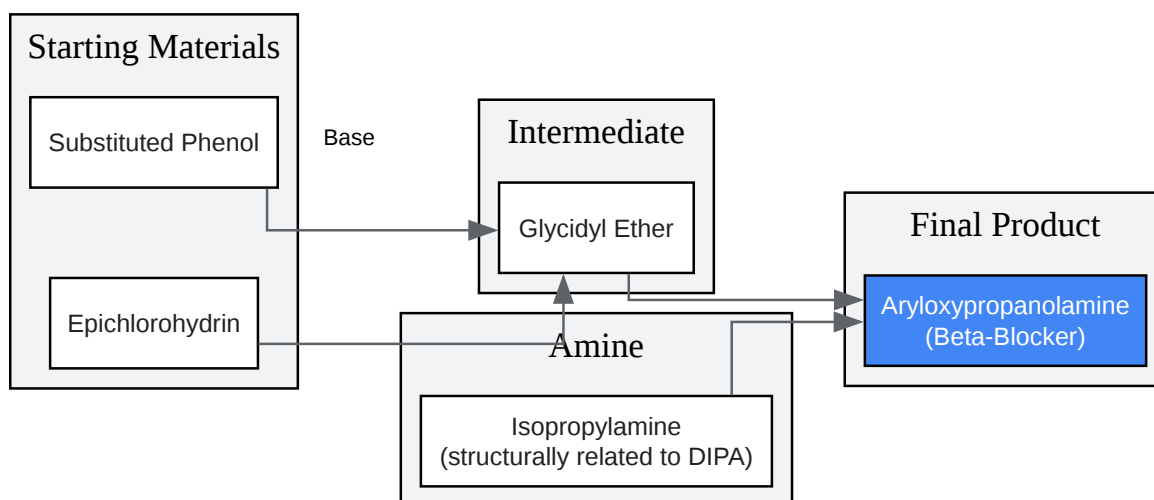 Starting Materials
Substituted Phenol
Epichlorohydrin
Base
Intermediate
Glycidyl Ether
Amine
Isopropylamine
(structurally related to DIPA)
Final Product
Aryloxypropanolamine
(Beta-Blocker)